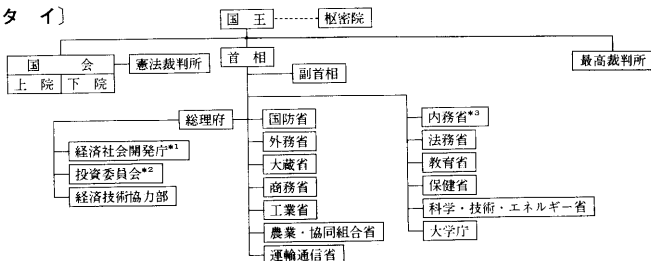 タイ〕
国王
枢密院
国会
上院 下院
憲法裁判所
首相
副首相
最高裁判所
総理府
経済社会開発庁*1
投資委員会*2
経済技術協力部
国防省
外務省
大蔵省
商務省
工業省
農業・協同組合省
運輸通信省
内務省*3
法務省
教育省
保健省
科学・技術・エネルギー省
大学庁